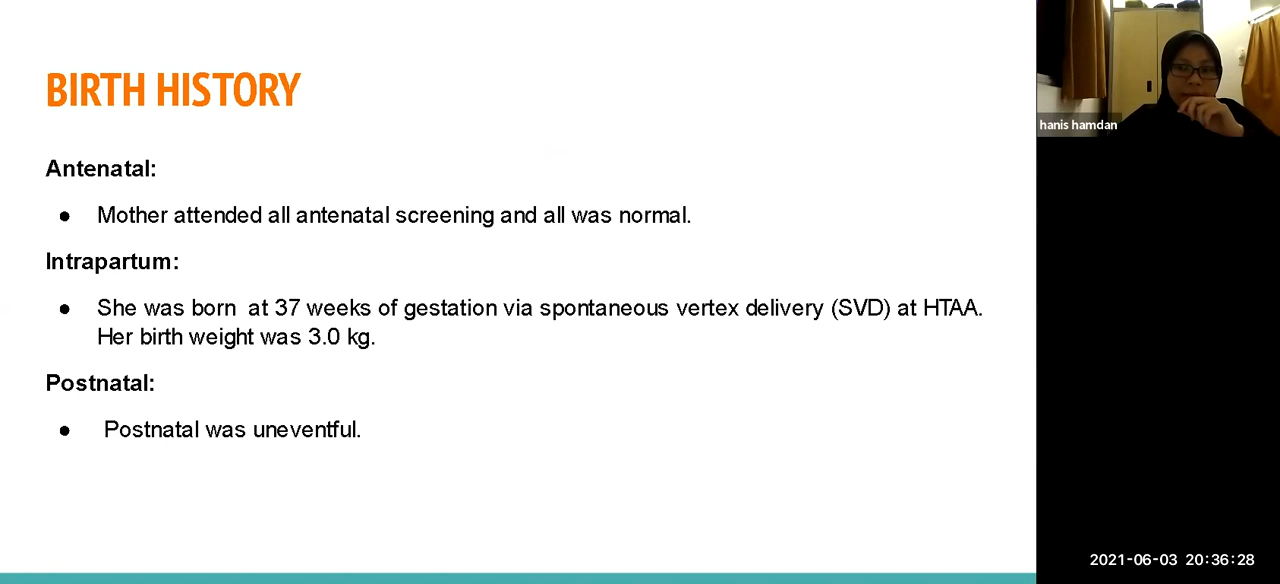 BIRTH HISTORY
Antenatal:
● Mother attended all antenatal screening and all was normal.
Intrapartum:
● She was born at 37 weeks of gestation via spontaneous vertex delivery (SVD) at HTAA.
Her birth weight was 3.0 kg.
Postnatal:
● Postnatal was uneventful.
hanis hamdan
2021-06-03 20:36:28